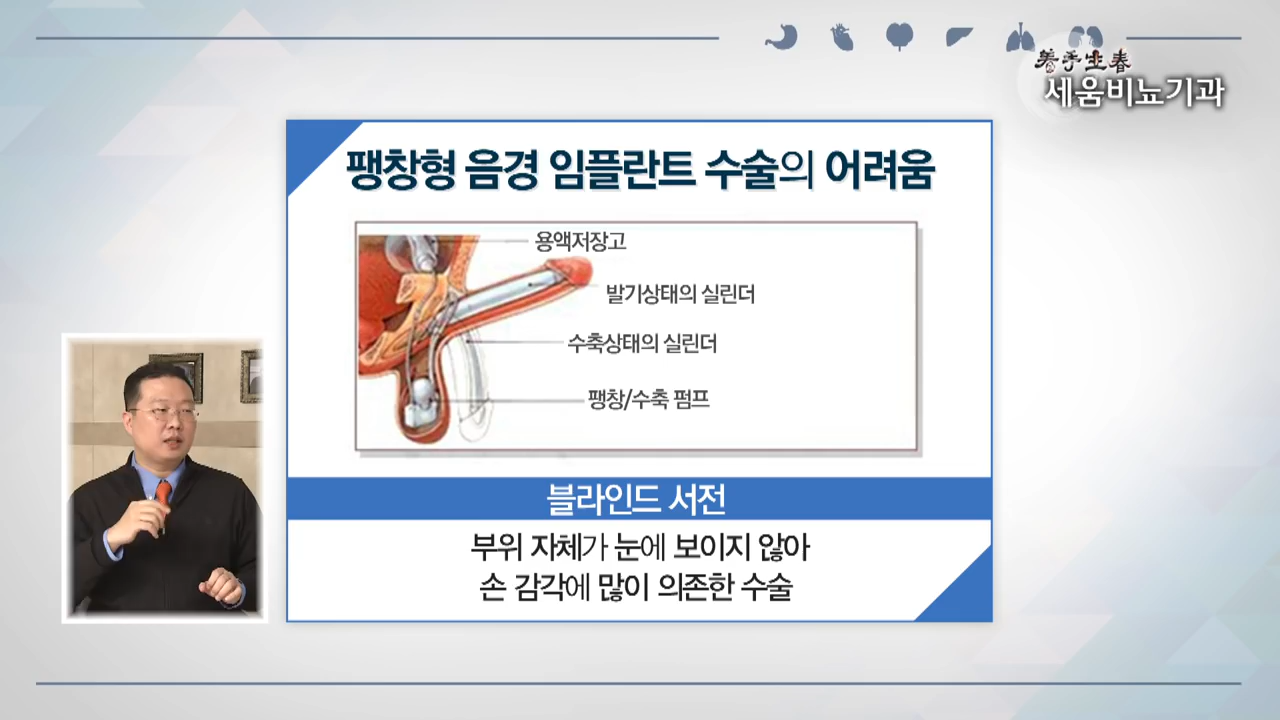 着手生春
세움비뇨기과
팽창형 음경 임플란트 수술의 어려움
용액저장고
발기상태의 실린더
수축상태의 실린더
팽창/수축 펌프
블라인드 서전
부위 자체가 눈에 보이지 않아
손 감각에 많이 의존한 수술